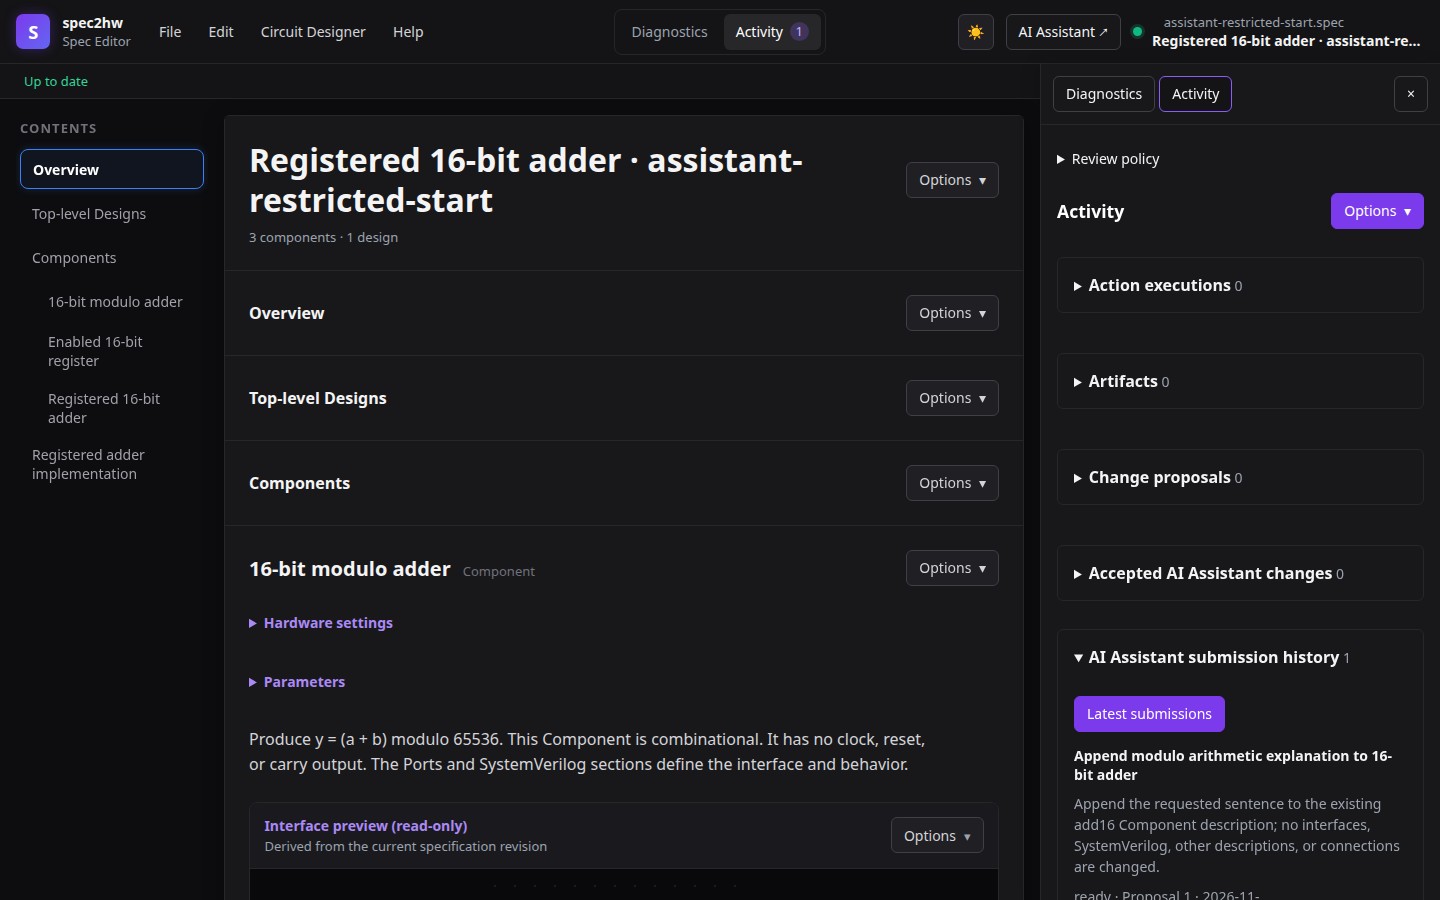 S
spec2hw
Spec Editor
File
Edit
Circuit Designer
Help
Diagnostics
Activity 1
AI Assistant ↗
assistant-restricted-start.spec
Registered 16-bit adder · assistant-re...
Up to date
CONTENTS
Overview
Top-level Designs
Components
16-bit modulo adder
Enabled 16-bit
register
Registered 16-bit
adder
Registered adder
implementation
Registered 16-bit adder · assistant-
restricted-start
3 components · 1 design
Options ▾
Overview
Options ▾
Top-level Designs
Options ▾
Components
Options ▾
16-bit modulo adder Component
Options ▾
Hardware settings
Parameters
Produce y = (a + b) modulo 65536. This Component is combinational. It has no clock, reset,
or carry output. The Ports and SystemVerilog sections define the interface and behavior.
Interface preview (read-only)
Derived from the current specification revision
Options ▾
Diagnostics
Activity
×
Review policy
Activity
Options ▾
Action executions 0
Artifacts 0
Change proposals 0
Accepted AI Assistant changes 0
AI Assistant submission history 1
Latest submissions
Append modulo arithmetic explanation to 16-
bit adder
Append the requested sentence to the existing
add16 Component description; no interfaces,
SystemVerilog, other descriptions, or connections
are changed.
ready · Proposal 1 · 2026-11-